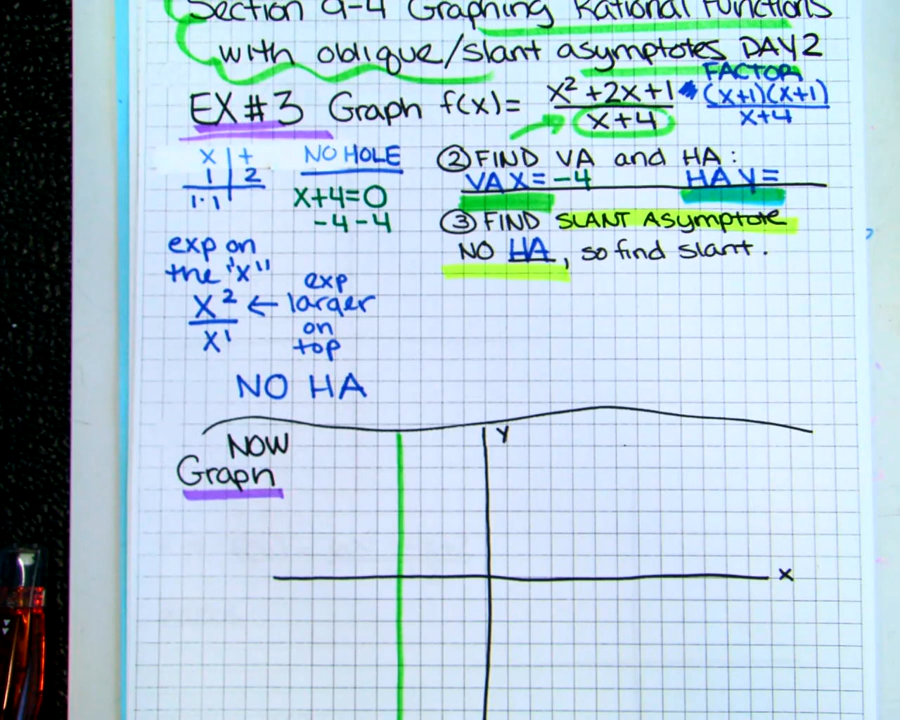 Section 9-4 Graphing Rational Functions
with oblique/slant asymptotes DAY 2
EX #3 Graph f(x) = x² + 2x + 1 / x + 4
FACTOR
(x+1)(x+1) / x+4
x | +
1 | 2
1·1 |
NO HOLE
x+4=0
-4 -4
② FIND VA and HA:
VA X = -4 HA Y =
③ FIND SLANT Asymptote
NO HA, so find slant.
exp on
the "x"
x² / x¹
← exp
larger
on
top
NO HA
NOW
Graph
Y
X